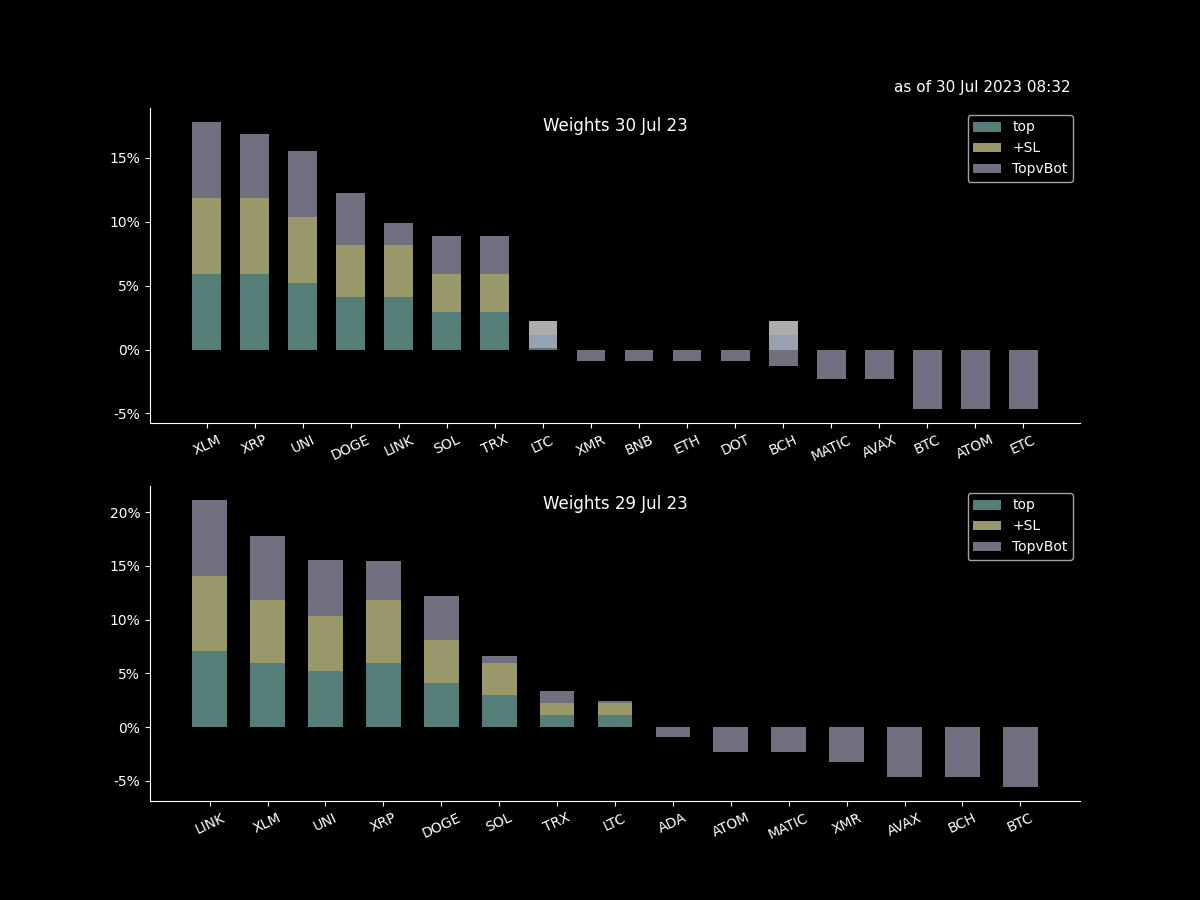 as of 30 Jul 2023 08:32
Weights 30 Jul 23
top
+SL
TopvBot
15%
10%
5%
0%
-5%
XLM XRP UNI DOGE LINK SOL TRX LTC XMR BNB ETH DOT BCH MATIC AVAX BTC ATOM ETC
Weights 29 Jul 23
top
+SL
TopvBot
20%
15%
10%
5%
0%
-5%
LINK XLM UNI XRP DOGE SOL TRX LTC ADA ATOM MATIC XMR AVAX BCH BTC